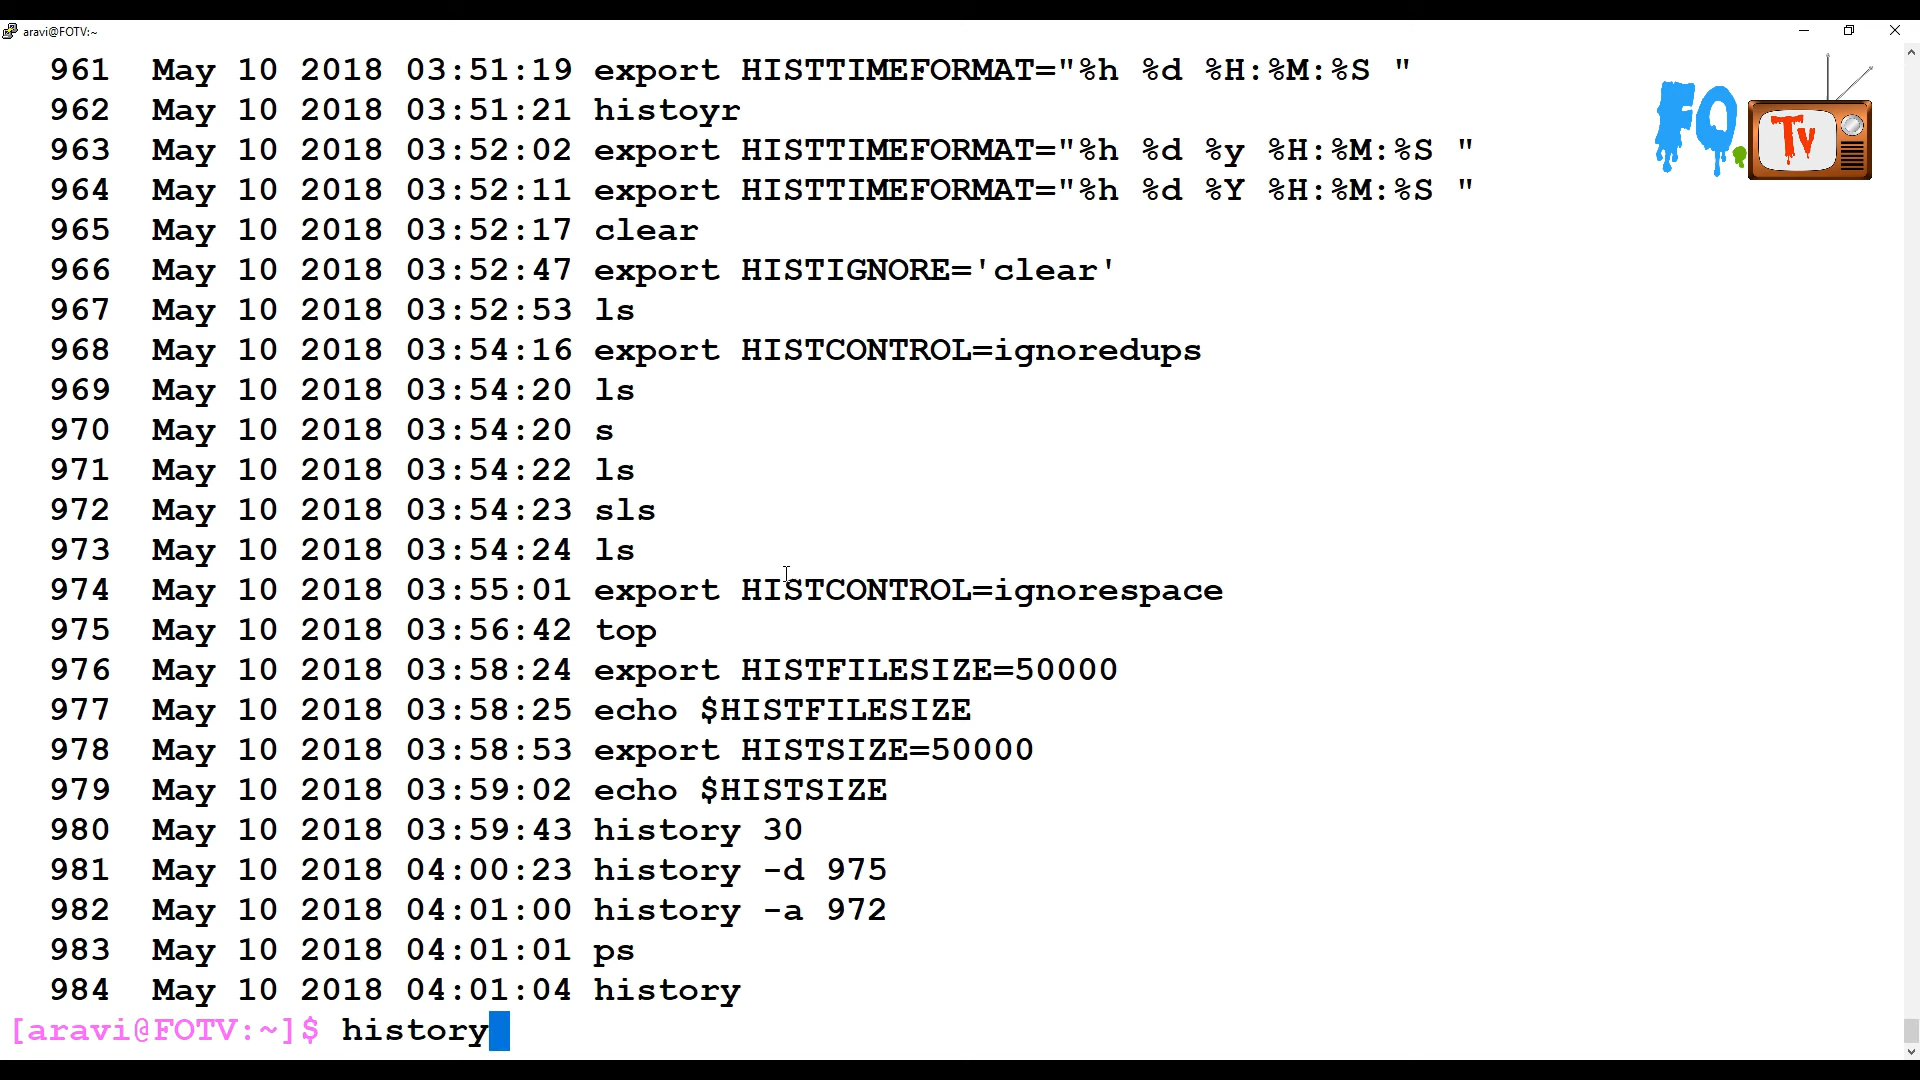 aravi@FOTV:~
961 May 10 2018 03:51:19 export HISTTIMEFORMAT="%h %d %H:%M:%S "
962 May 10 2018 03:51:21 histoyr
963 May 10 2018 03:52:02 export HISTTIMEFORMAT="%h %d %y %H:%M:%S "
964 May 10 2018 03:52:11 export HISTTIMEFORMAT="%h %d %Y %H:%M:%S "
965 May 10 2018 03:52:17 clear
966 May 10 2018 03:52:47 export HISTIGNORE='clear'
967 May 10 2018 03:52:53 ls
968 May 10 2018 03:54:16 export HISTCONTROL=ignoredups
969 May 10 2018 03:54:20 ls
970 May 10 2018 03:54:20 s
971 May 10 2018 03:54:22 ls
972 May 10 2018 03:54:23 sls
973 May 10 2018 03:54:24 ls
974 May 10 2018 03:55:01 export HISTCONTROL=ignorespace
975 May 10 2018 03:56:42 top
976 May 10 2018 03:58:24 export HISTFILESIZE=50000
977 May 10 2018 03:58:25 echo $HISTFILESIZE
978 May 10 2018 03:58:53 export HISTSIZE=50000
979 May 10 2018 03:59:02 echo $HISTSIZE
980 May 10 2018 03:59:43 history 30
981 May 10 2018 04:00:23 history -d 975
982 May 10 2018 04:01:00 history -a 972
983 May 10 2018 04:01:01 ps
984 May 10 2018 04:01:04 history
[aravi@FOTV:~]$ history
FO.
Tv